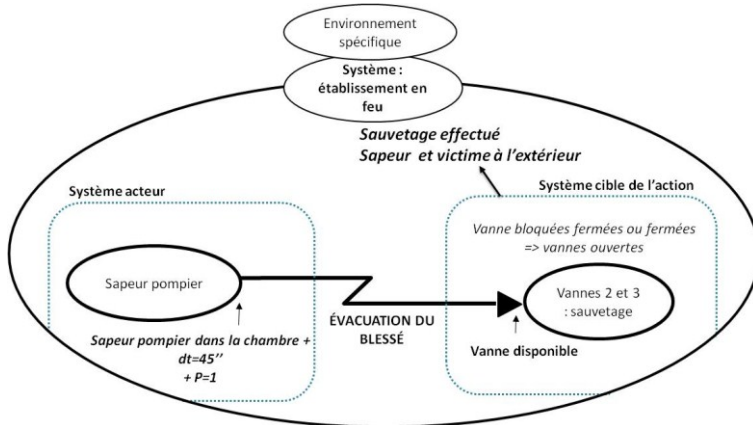 Environnement
spécifique
Système :
établissement en
feu
Sauvetage effectué
Sapeur et victime à l'extérieur
Système acteur
Système cible de l'action
Vanne bloquées fermées ou fermées
=> vannes ouvertes
Sapeur pompier
Vannes 2 et 3
: sauvetage
ÉVACUATION DU
BLESSÉ
Sapeur pompier dans la chambre +
dt=45’’
+ P=1
Vanne disponible